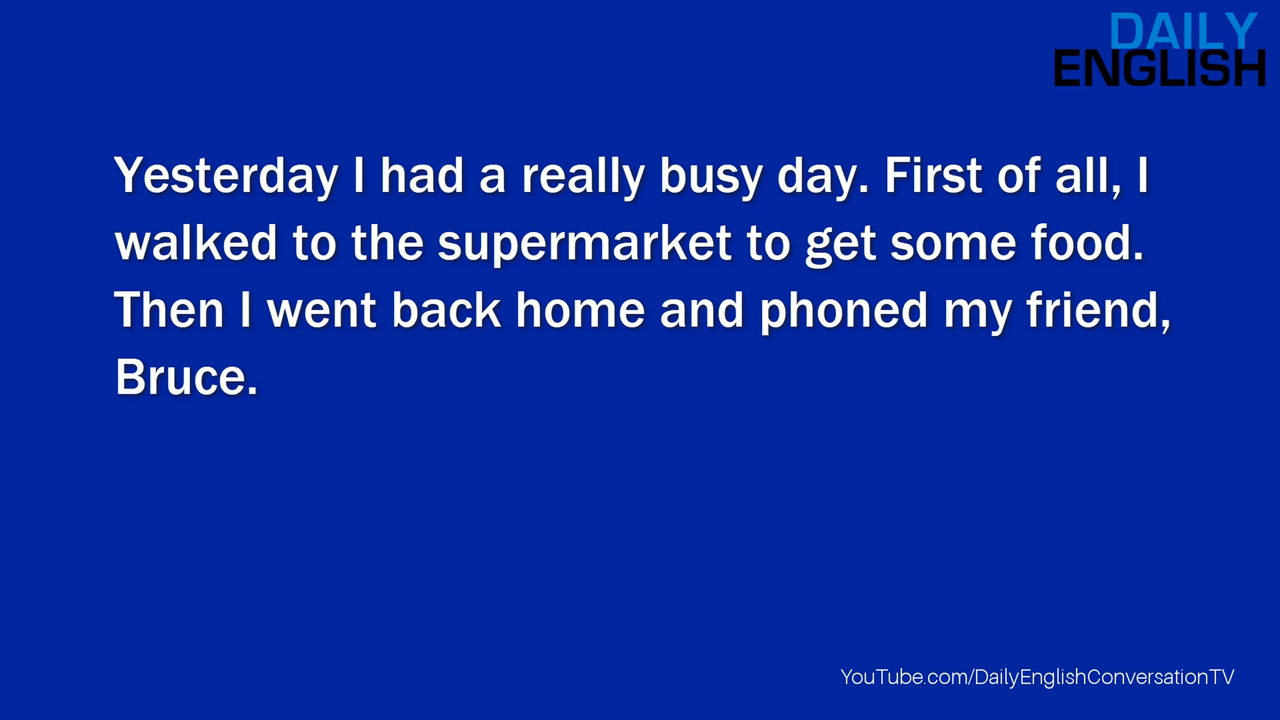 DAILY
ENGLISH
Yesterday I had a really busy day. First of all, I
walked to the supermarket to get some food.
Then I went back home and phoned my friend,
Bruce.
YouTube.com/DailyEnglishConversationTV